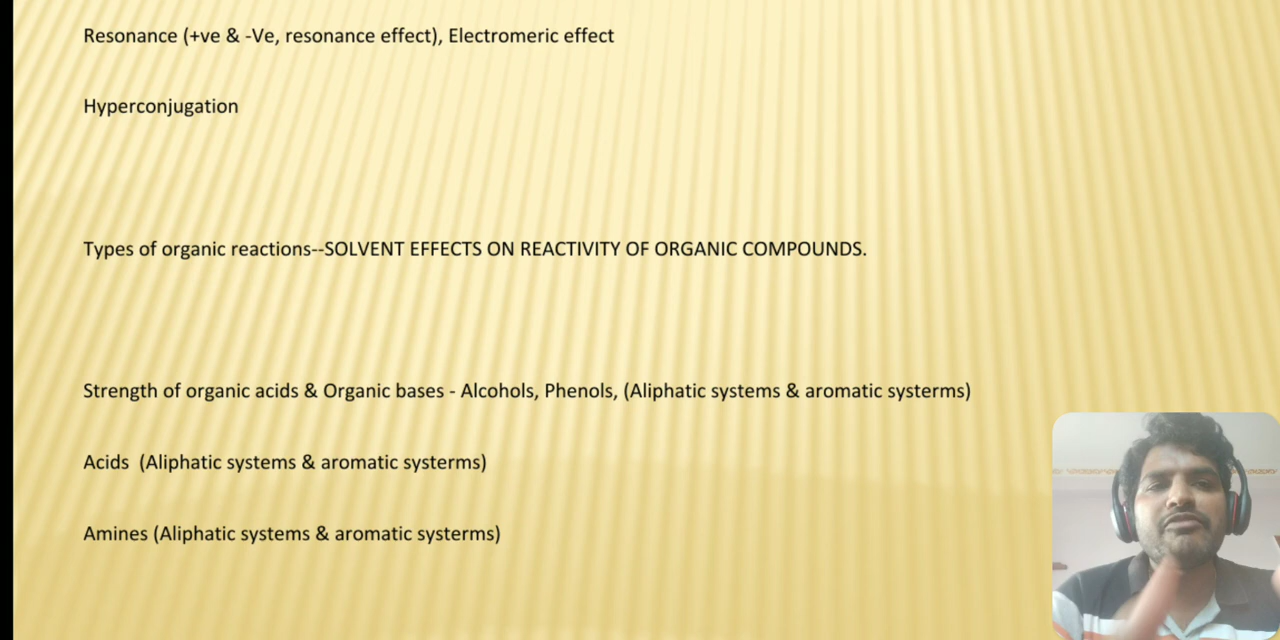 Resonance (+ve & -Ve, resonance effect), Electromeric effect
Hyperconjugation
Types of organic reactions--SOLVENT EFFECTS ON REACTIVITY OF ORGANIC COMPOUNDS.
Strength of organic acids & Organic bases - Alcohols, Phenols, (Aliphatic systems & aromatic systerms)
Acids  (Aliphatic systems & aromatic systerms)
Amines (Aliphatic systems & aromatic systerms)